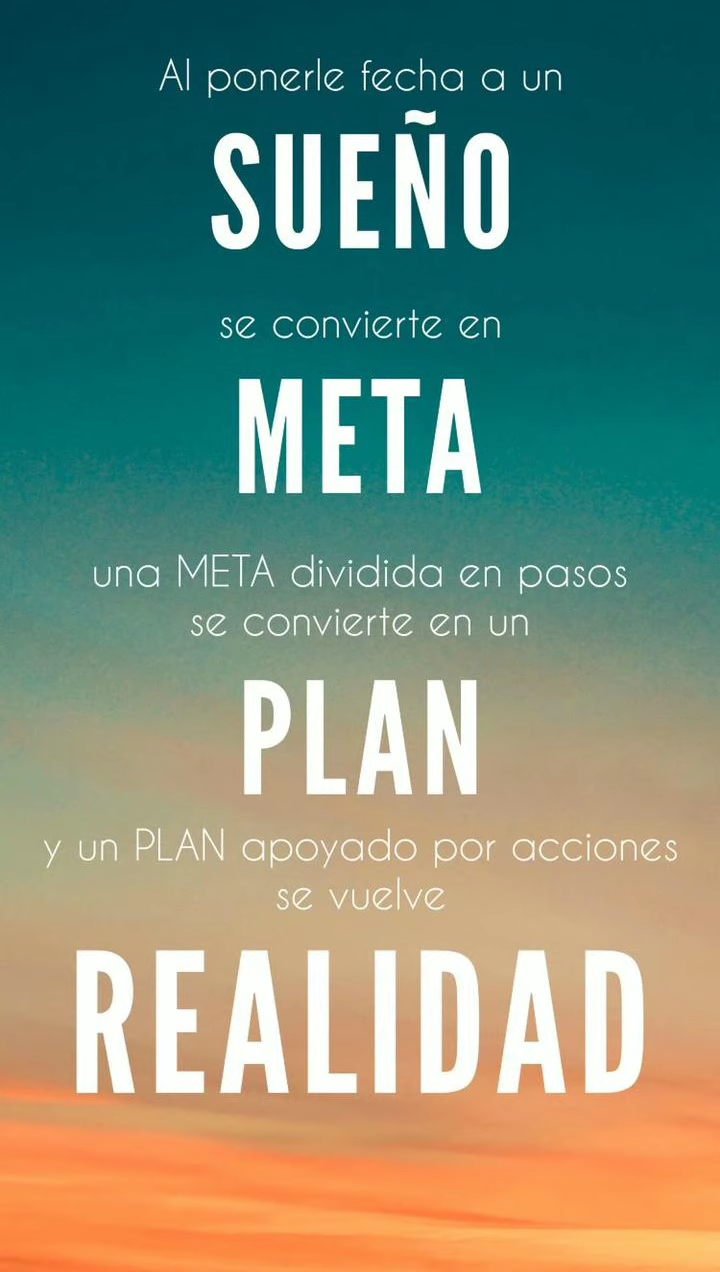 Al ponerle fecha a un
SUEÑO
se convierte en
META
una META dividida en pasos
se convierte en un
PLAN
y un PLAN apoyado por acciones
se vuelve
REALIDAD